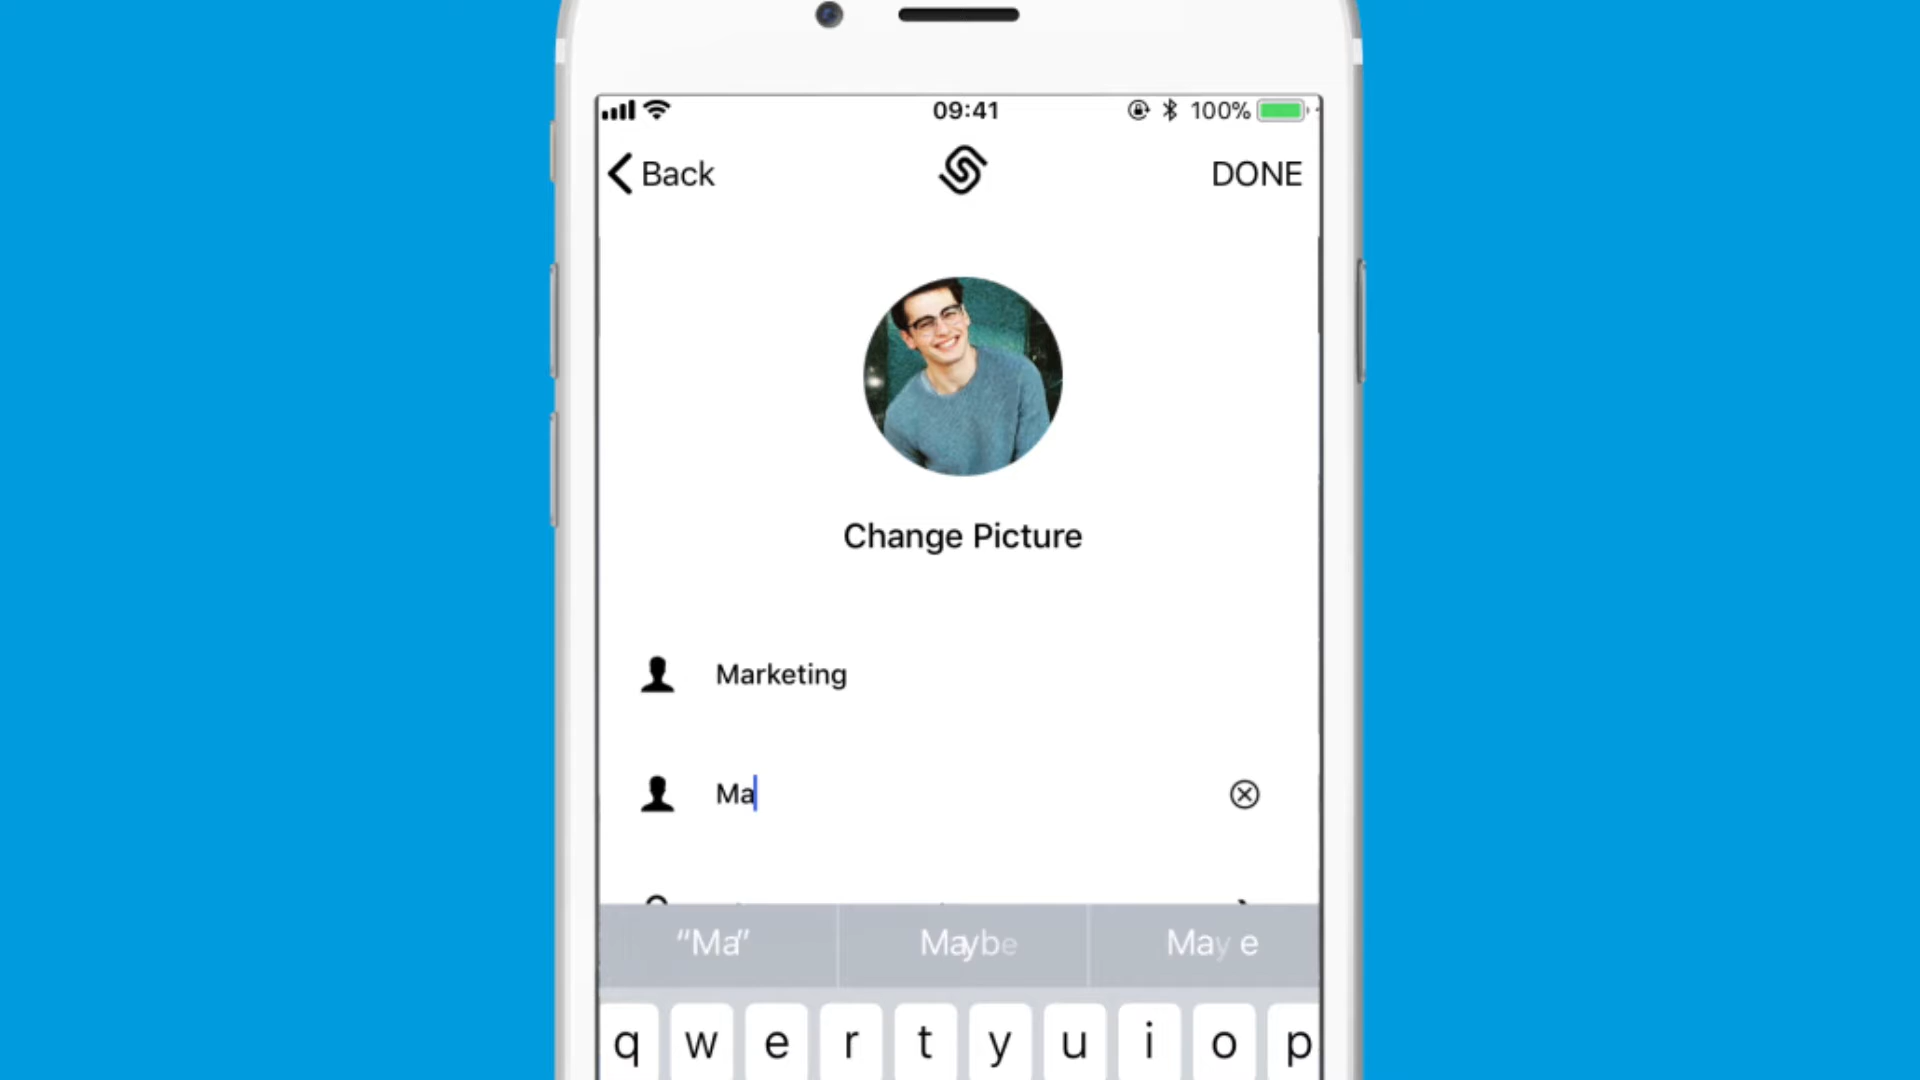 09:41 100%
Back DONE
Change Picture
Marketing
Ma
“Ma” Maybe
q w e r t y u i o p